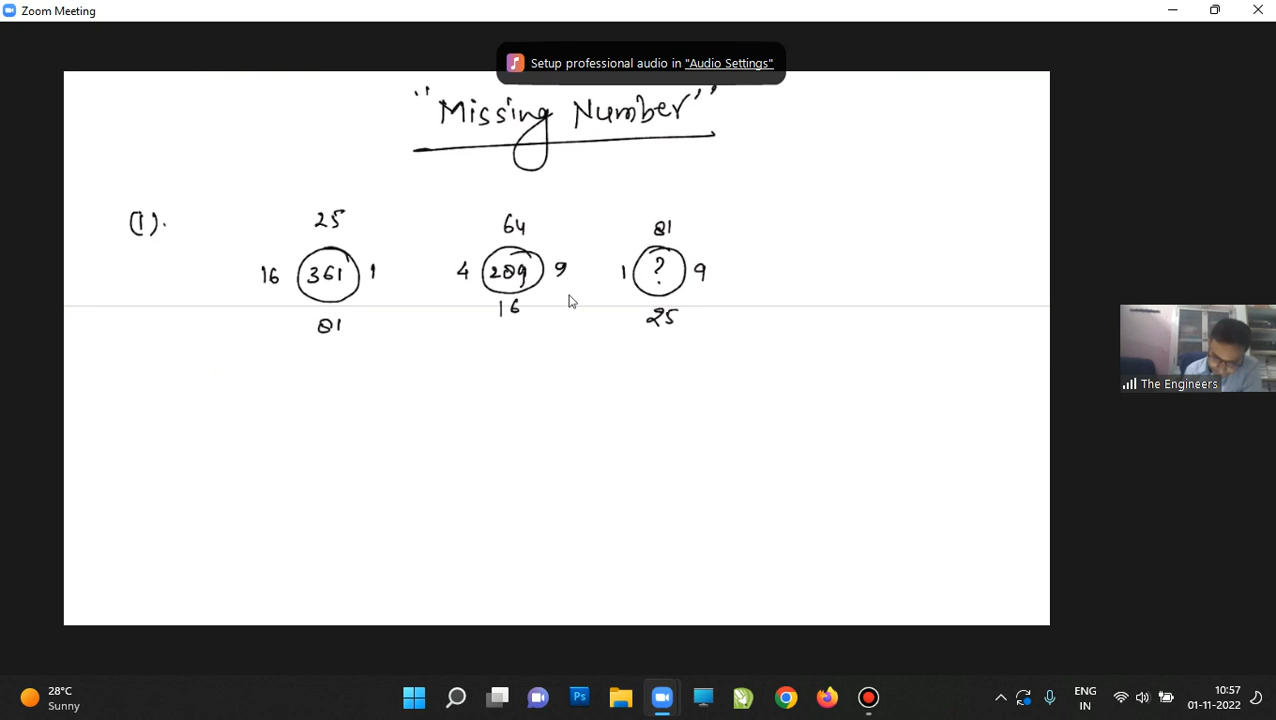 Zoom Meeting
Setup professional audio in "Audio Settings"
"Missing Number"
(1).
25 64 81
16 361 1 4 289 9 1 ? 9
81 16 25
The Engineers
28°C
Sunny
Ps
ENG
IN
10:57
01-11-2022